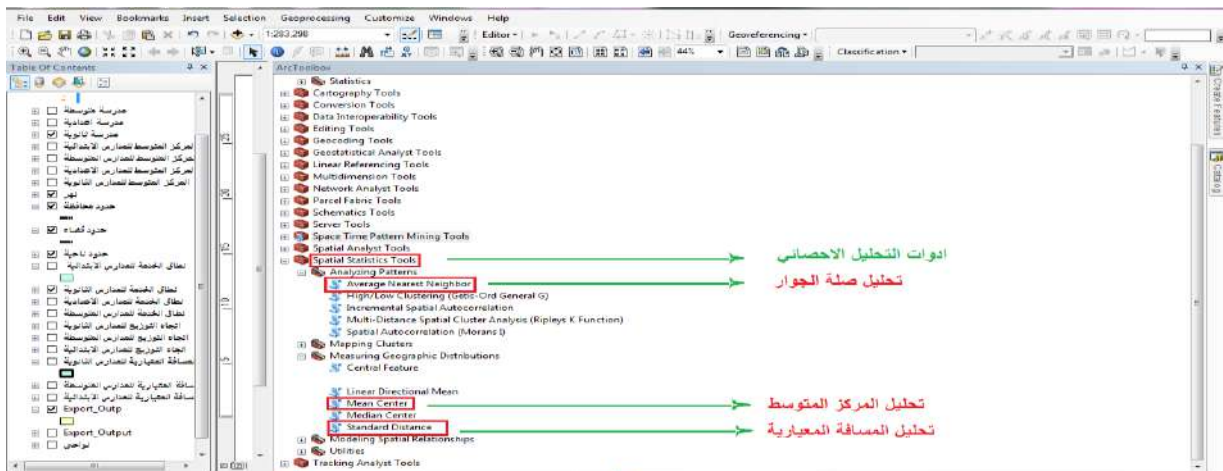 File Edit View Bookmarks Insert Selection Geoprocessing Customize Windows Help
1:283,298
Editor
Georeferencing
44%
Classification
Table Of Contents
مدرسة متوسطة
مدرسة اعدادية
مدرسة ثانوية
المركز المتوسط للمدارس الابتدائية
المركز المتوسط للمدارس المتوسطة
المركز المتوسط للمدارس الاعدادية
المركز المتوسط للمدارس الثانوية
نهر
حدود محافظة
حدود قضاء
حدود ناحية
نطاق الخدمة للمدارس الابتدائية
نطاق الخدمة للمدارس الثانوية
نطاق الخدمة للمدارس الاعدادية
نطاق الخدمة للمدارس المتوسطة
اتجاه التوزيع للمدارس الثانوية
اتجاه التوزيع للمدارس المتوسطة
اتجاه التوزيع للمدارس الابتدائية
المعيارية للمدارس الثانوية
المعيارية للمدارس المتوسطة
المعيارية للمدارس الابتدائية
Export_Outp
Export_Output
نواحي
ArcToolbox
Statistics
Cartography Tools
Conversion Tools
Data Interoperability Tools
Editing Tools
Geocoding Tools
Geostatistical Analyst Tools
Linear Referencing Tools
Multidimension Tools
Network Analyst Tools
Parcel Fabric Tools
Schematics Tools
Server Tools
Space Time Pattern Mining Tools
Spatial Analyst Tools
Spatial Statistics Tools
ادوات التحليل الاحصائي
Analyzing Patterns
Average Nearest Neighbor
تحليل صلة الجوار
High/Low Clustering (Getis-Ord General G)
Incremental Spatial Autocorrelation
Multi-Distance Spatial Cluster Analysis (Ripleys K Function)
Spatial Autocorrelation (Morans I)
Mapping Clusters
Measuring Geographic Distributions
Central Feature
Linear Directional Mean
Mean Center
تحليل المركز المتوسط
Median Center
Standard Distance
تحليل المسافة المعيارية
Modeling Spatial Relationships
Utilities
Tracking Analyst Tools
Create Features
Catalog